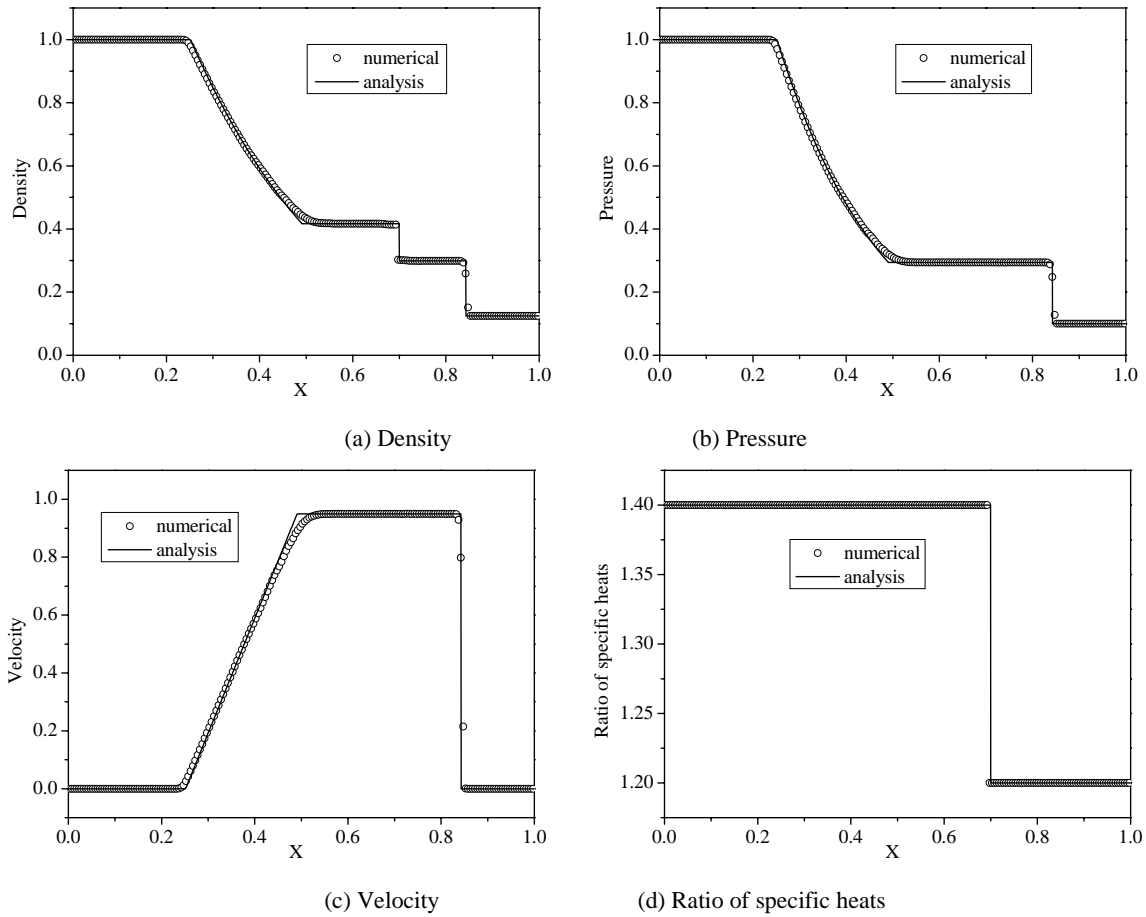 1.0
0.8
0.6
0.4
0.2
0.0
Density
numerical
analysis
0.0 0.2 0.4 0.6 0.8 1.0
X
(a) Density
1.0
0.8
0.6
0.4
0.2
0.0
Pressure
numerical
analysis
0.0 0.2 0.4 0.6 0.8 1.0
X
(b) Pressure
1.0
0.8
0.6
0.4
0.2
0.0
Velocity
numerical
analysis
0.0 0.2 0.4 0.6 0.8 1.0
X
(c) Velocity
1.40
1.35
1.30
1.25
1.20
Ratio of specific heats
numerical
analysis
0.0 0.2 0.4 0.6 0.8 1.0
X
(d) Ratio of specific heats